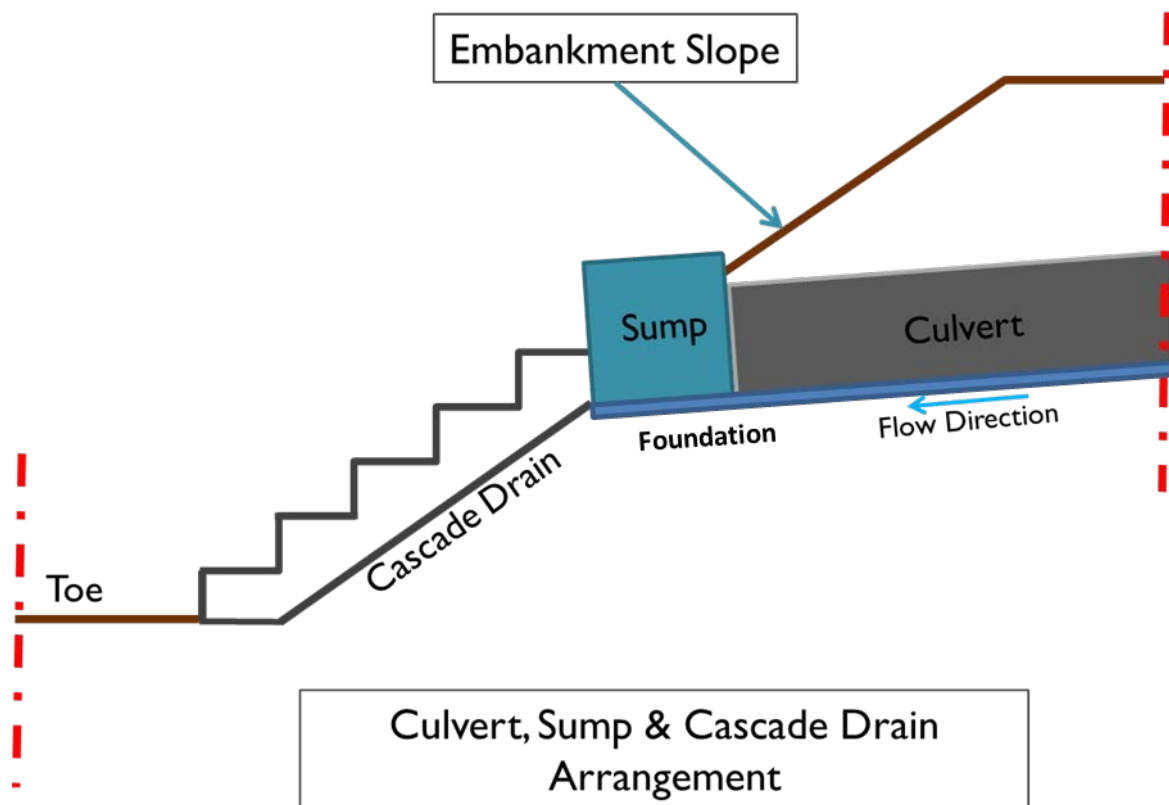 Embankment Slope
Sump
Culvert
Flow Direction
Foundation
Cascade Drain
Toe
Culvert, Sump & Cascade Drain
Arrangement